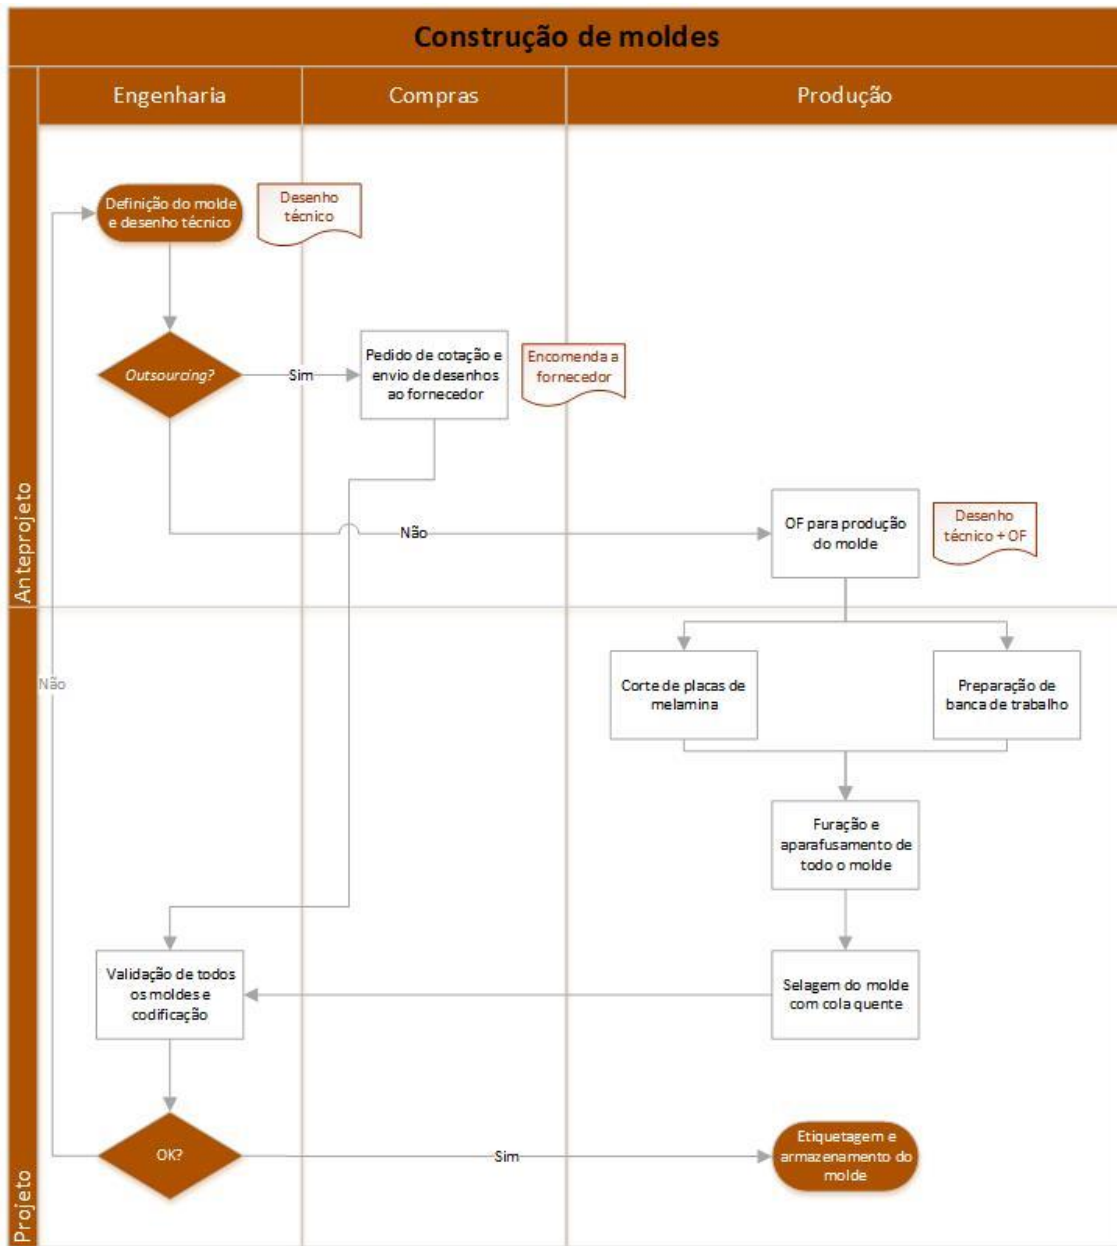 Construção de moldes
Engenharia
Compras
Produção
Anteprojeto
Definição do molde
e desenho técnico
Desenho
técnico
Outsourcing?
Sim
Pedido de cotação e
envio de desenhos
ao fornecedor
Encomenda a
fornecedor
Não
OF para produção
do molde
Desenho
técnico + OF
Projeto
Não
Corte de placas de
melamina
Preparação de
banca de trabalho
Furação e
aparafusamento de
todo o molde
Validação de todos
os moldes e
codificação
Selagem do molde
com cola quente
OK?
Sim
Etiquetagem e
armazenamento do
molde